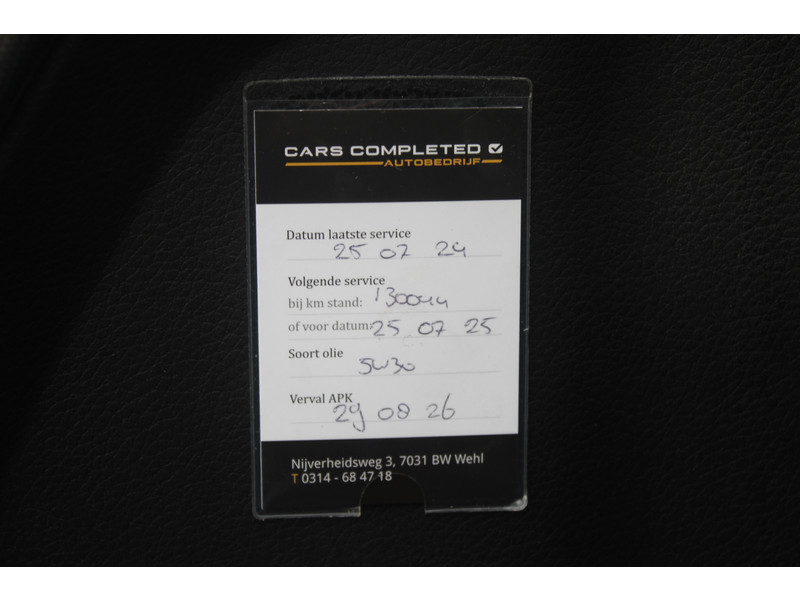 CARS COMPLETED
AUTOBEDRIJF
Datum laatste service
25 07 24
Volgende service
bij km stand: 130044
of voor datum: 25 07 25
Soort olie
5W30
Verval APK
29 08 26
Nijverheidsweg 3, 7031 BW Wehl
T 0314 - 68 47 18